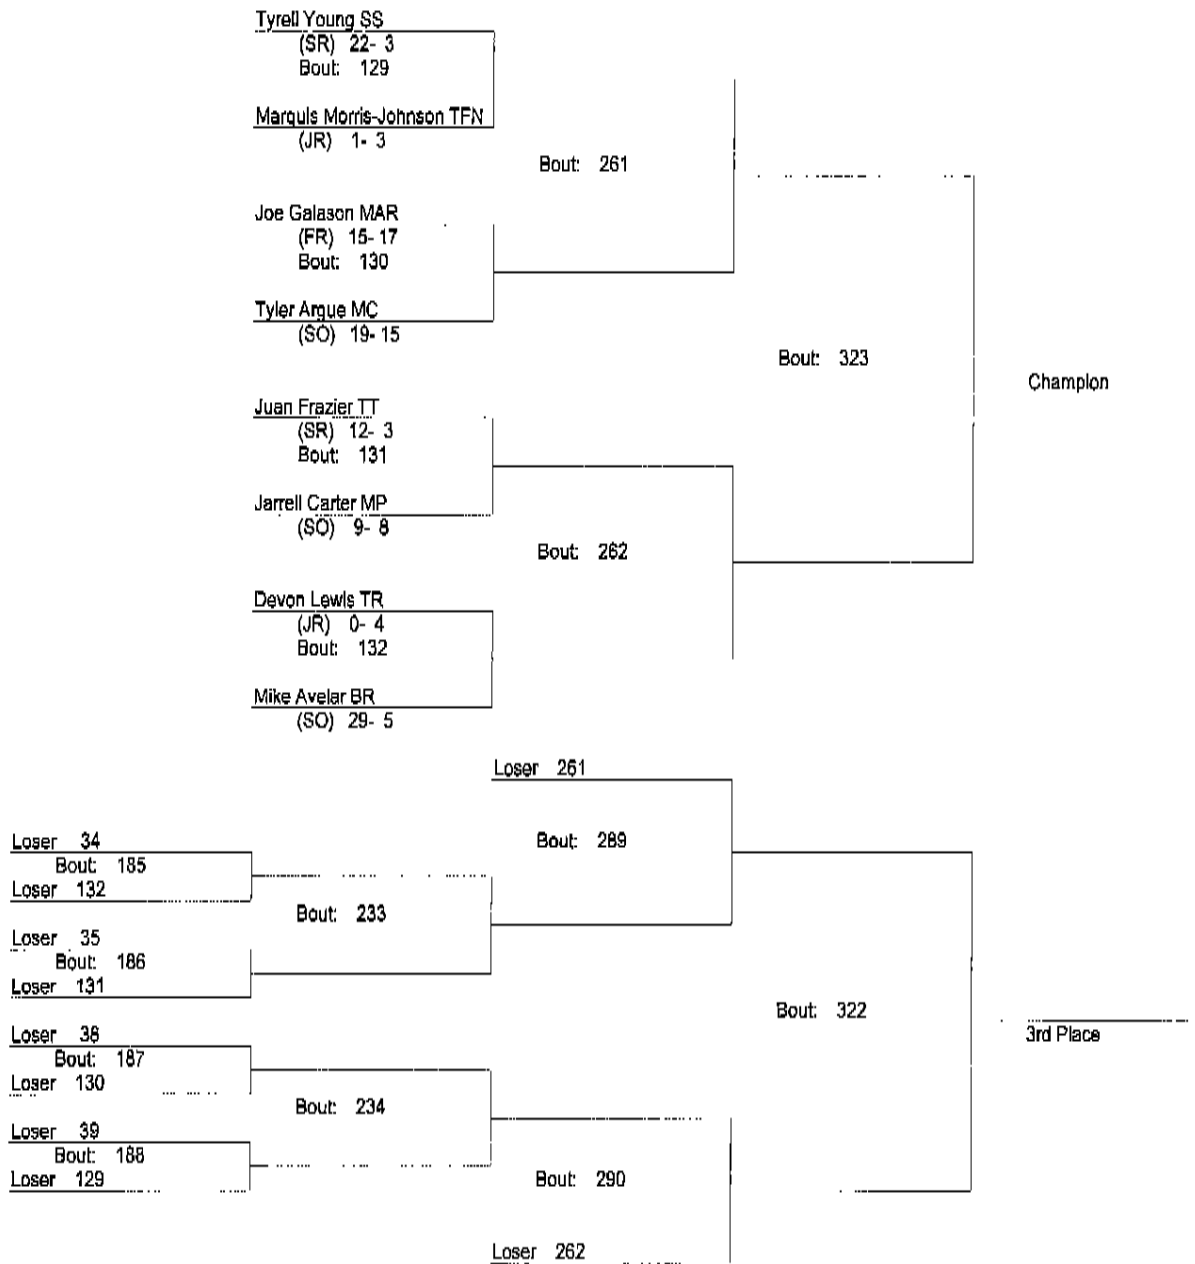 Tyrell Young SS
(SR) 22- 3
Bout: 129
Marquis Morris-Johnson TFN
(JR) 1- 3
Bout: 261
Joe Galason MAR
(FR) 15- 17
Bout: 130
Tyler Argue MC
(SO) 19- 15
Bout: 323
Champion
Juan Frazier TT
(SR) 12- 3
Bout: 131
Jarrell Carter MP
(SO) 9- 8
Bout: 262
Devon Lewis TR
(JR) 0- 4
Bout: 132
Mike Avelar BR
(SO) 29- 5
Loser 261
Bout: 289
Loser 34
Bout: 185
Loser 132
Bout: 233
Loser 35
Bout: 186
Loser 131
Bout: 322
3rd Place
Loser 38
Bout: 187
Loser 130
Bout: 234
Loser 39
Bout: 188
Loser 129
Bout: 290
Loser 262